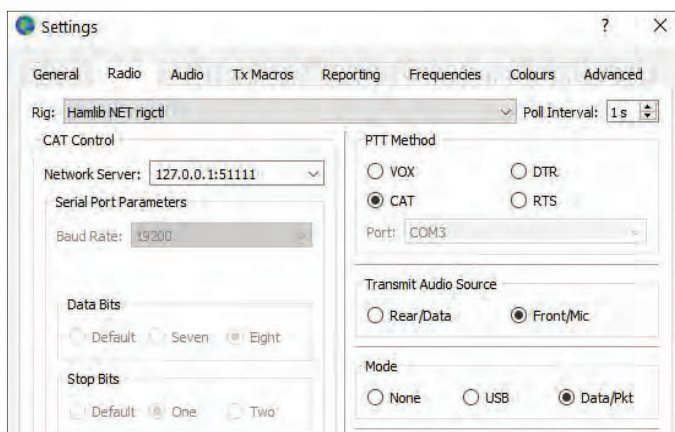 Settings
General Radio Audio Tx Macros Reporting Frequencies Colours Advanced
Rig: Hamlib NET rigctl Poll Interval: 1 s
CAT Control
Network Server: 127.0.0.1:51111
Serial Port Parameters
Baud Rate: 19200
Data Bits
Default Seven Eight
Stop Bits
Default One Two
PTT Method
VOX DTR
CAT RTS
Port: COM3
Transmit Audio Source
Rear/Data Front/Mic
Mode
None USB Data/Pkt